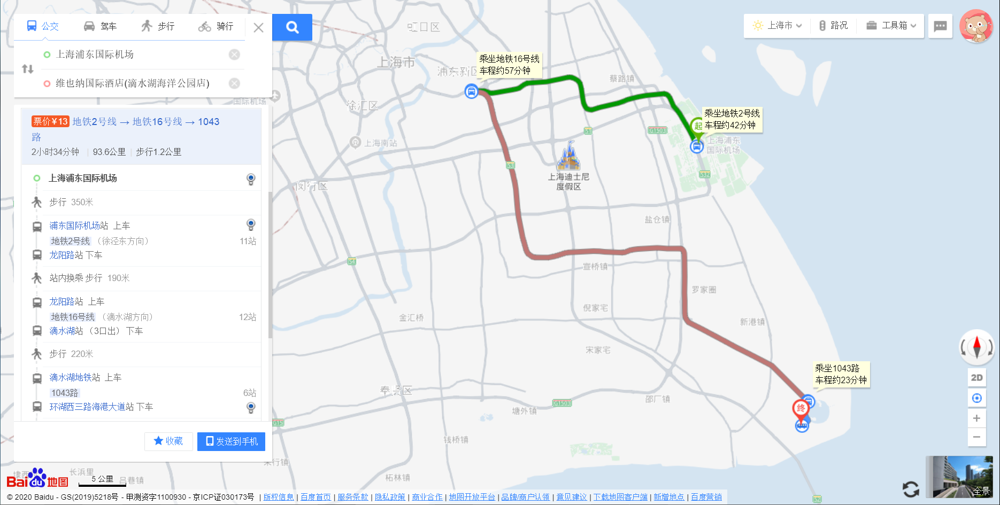 公交 驾车 步行 骑行
上海浦东国际机场
维也纳国际酒店(滴水湖海洋公园店)
票价¥13 地铁2号线 → 地铁16号线 → 1043
路
2小时34分钟 | 93.6公里 | 步行1.2公里
上海浦东国际机场
步行 350米
浦东国际机场站 上车
地铁2号线 (徐泾东方向) 11站
龙阳路站 下车
站内换乘 步行 190米
龙阳路站 上车
地铁16号线 (滴水湖方向) 12站
滴水湖站 (3口出) 下车
步行 220米
滴水湖地铁站 上车
1043路 6站
环湖西三路海港大道站 下车
收藏 发送到手机
上海市 路况 工具箱
虹口区
上海市
浦东新区
乘坐地铁16号线
车程约57分钟
蔡路镇
国际机场
徐汇区
乘坐地铁2号线
车程约42分钟
起
S1
G1503
上海南站
上海浦东
国际机场
S3
S32
上海迪士尼
度假区
闵行区
盐仓镇
S4
宣桥镇
罗家圈
倪家宅
金汇桥
新港镇
宋家宅
乘坐1043路
车程约23分钟
奉贤区
邵厂镇
G1503
塘外镇
终
G15
钱桥镇
柘林镇
长浜里
吕巷镇
S2
2D
+
−
全景
Bai du 地图
5 公里
© 2020 Baidu - GS(2019)5218号 - 甲测资字1100930 - 京ICP证030173号 | 版权信息 | 百度首页 | 服务条款 | 隐私政策 | 商业合作 | 地图开放平台 | 品牌/商户认领 | 意见建议 | 下载地图客户端 | 新增地点 | 百度营销